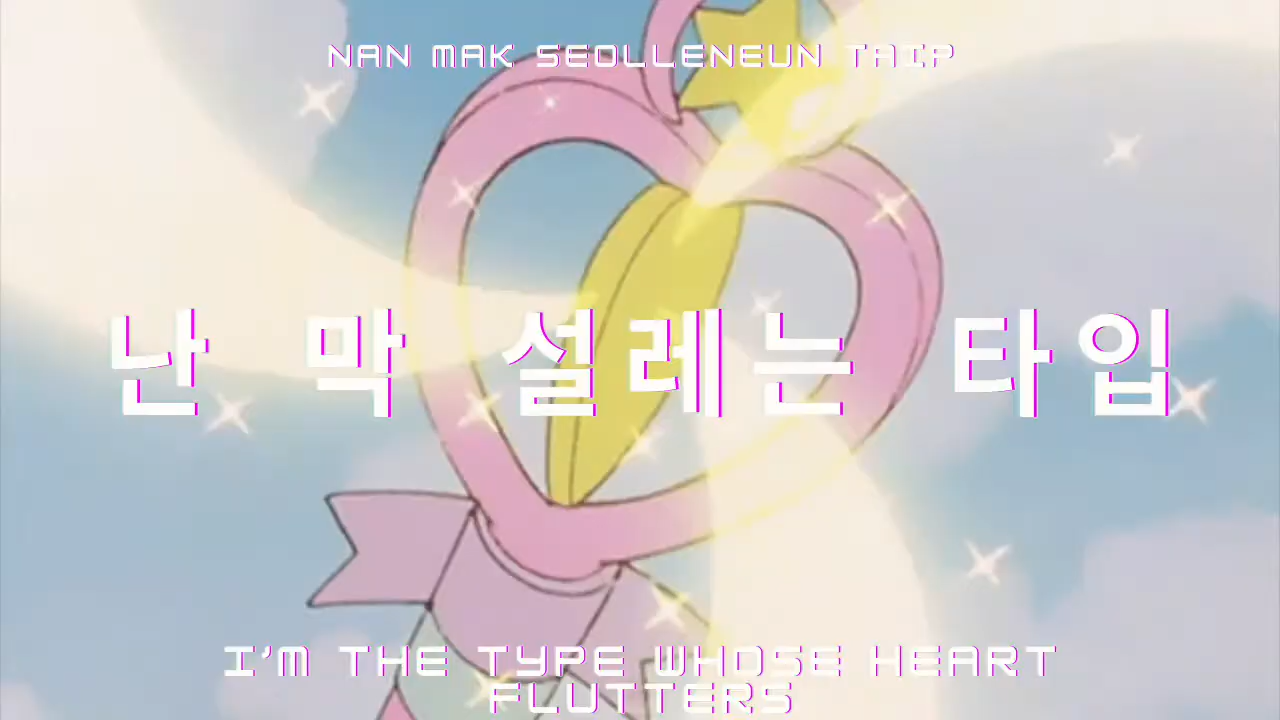 NAN MAK SEOLLENEUN TAIP
난 막 설레는 타입
I'M THE TYPE WHOSE HEART
FLUTTERS